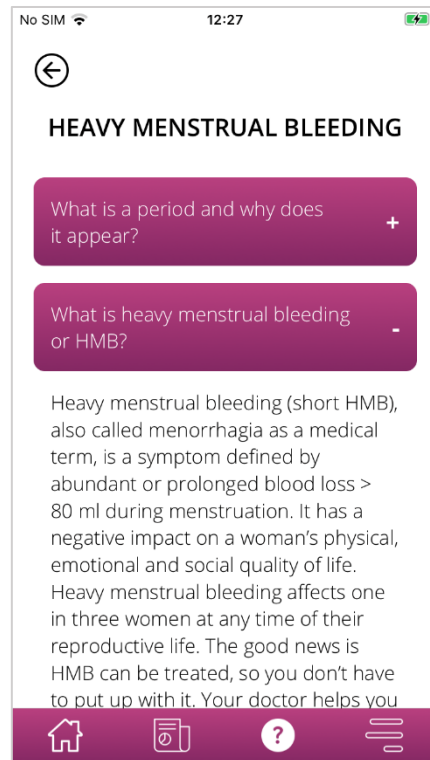 No SIM 12:27
HEAVY MENSTRUAL BLEEDING
What is a period and why does
it appear?
+
What is heavy menstrual bleeding
or HMB?
-
Heavy menstrual bleeding (short HMB),
also called menorrhagia as a medical
term, is a symptom defined by
abundant or prolonged blood loss >
80 ml during menstruation. It has a
negative impact on a woman’s physical,
emotional and social quality of life.
Heavy menstrual bleeding affects one
in three women at any time of their
reproductive life. The good news is
HMB can be treated, so you don’t have
to put up with it. Your doctor helps you
?